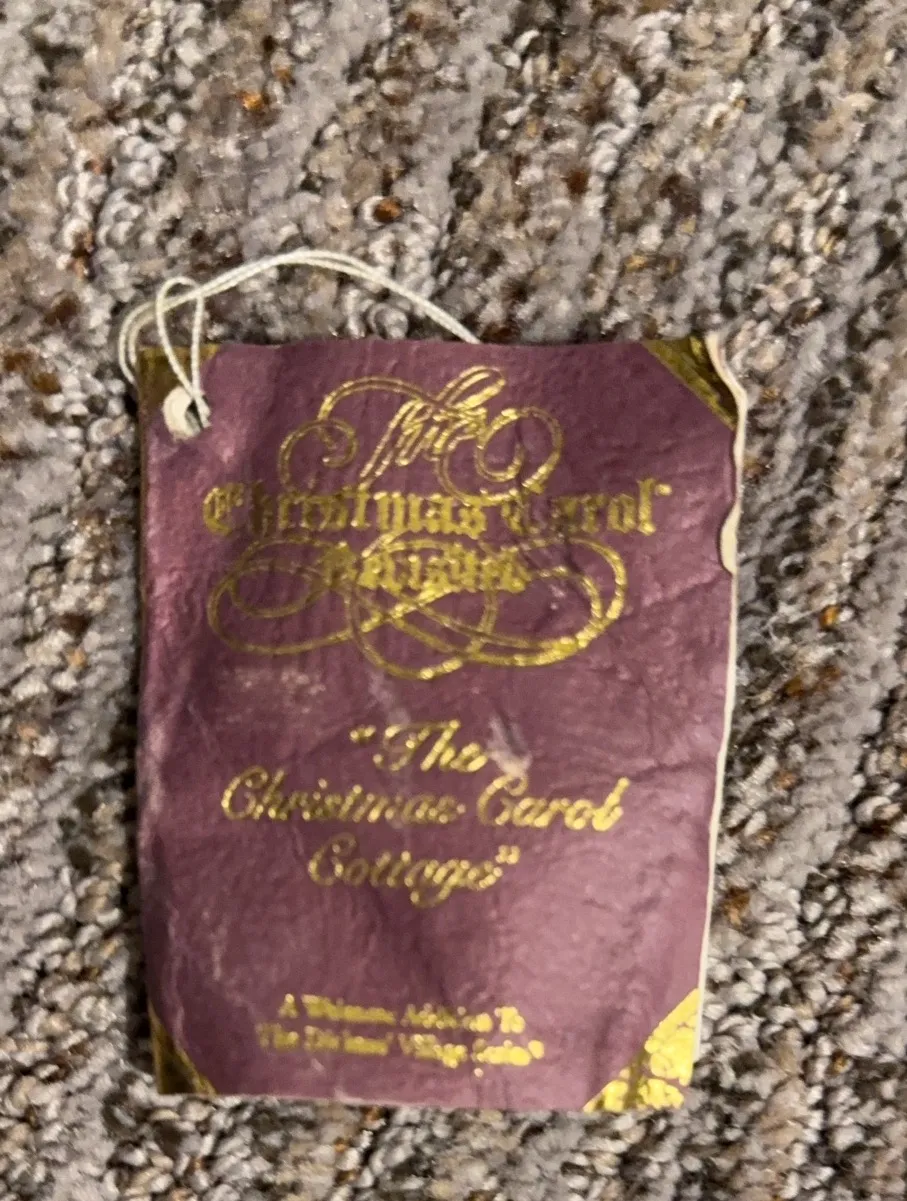 The
Christmas Carol
Revisited
"The
Christmas Carol
Cottage"
A Welcome Addition To
The Dickens' Village Series®